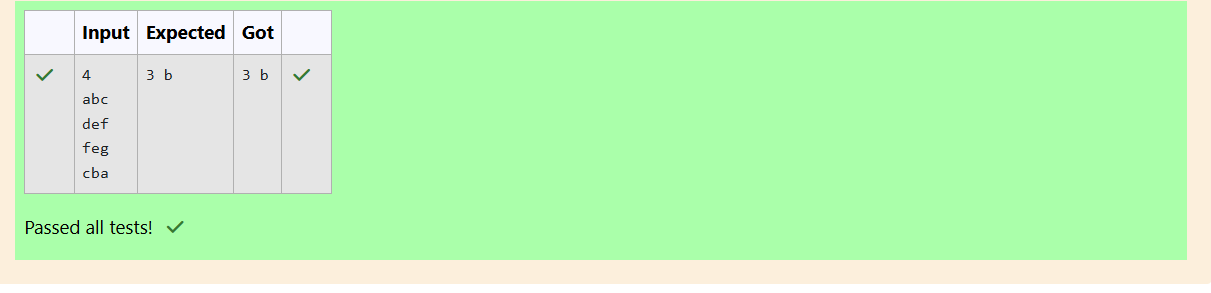 Input Expected Got
4 3 b 3 b
abc
def
feg
cba
Passed all tests!